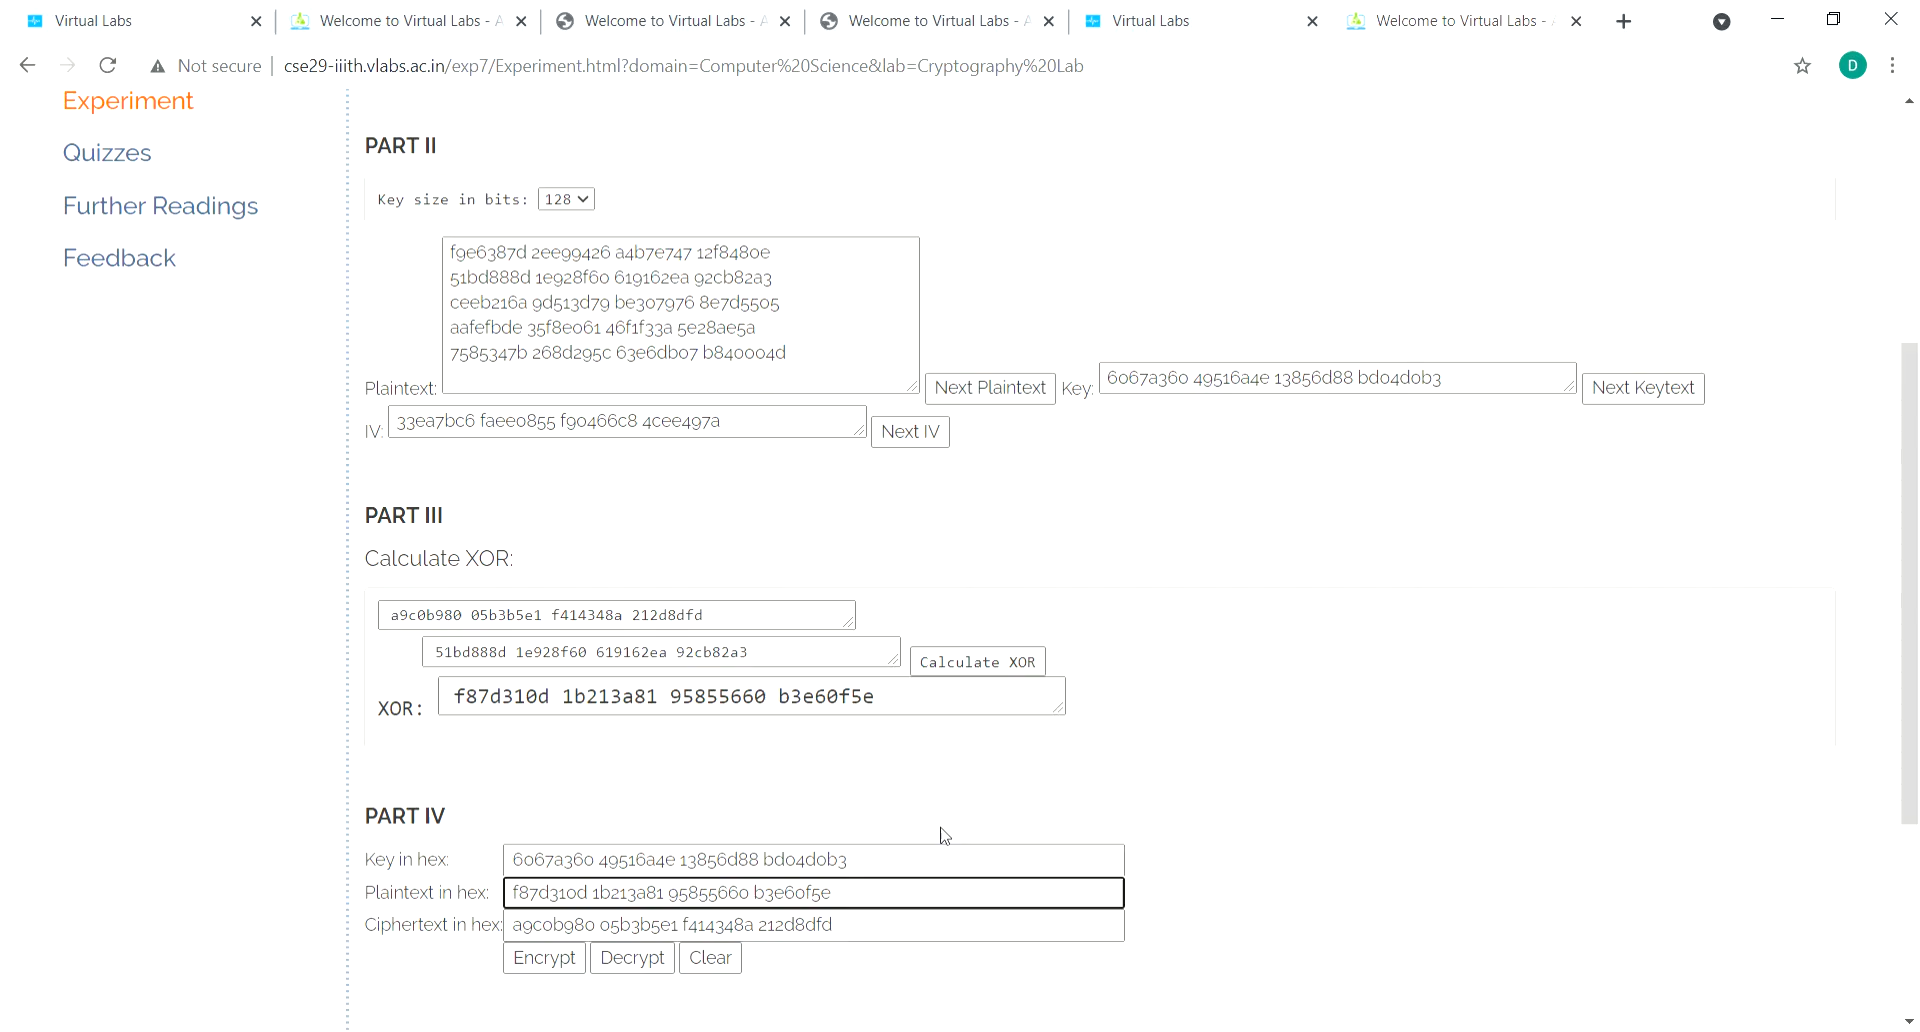 Virtual Labs
Welcome to Virtual Labs - A
Welcome to Virtual Labs - A
Welcome to Virtual Labs - A
Virtual Labs
Welcome to Virtual Labs -
Not secure | cse29-iiith.vlabs.ac.in/exp7/Experiment.html?domain=Computer%20Science&lab=Cryptography%20Lab
D
Experiment
Quizzes
Further Readings
Feedback
PART II
Key size in bits: 128
f9e6387d 2ee99426 a4b7e747 12f8480e
51bd888d 1e928f60 619162ea 92cb82a3
ceeb216a 9d513d79 be307976 8e7d5505
aafefbde 35f8e061 46f1f33a 5e28ae5a
7585347b 268d295c 63e6db07 b840004d
Plaintext: Next Plaintext Key: 6067a360 49516a4e 13856d88 bd04d0b3 Next Keytext
IV: 33ea7bc6 faee0855 f90466c8 4cee497a Next IV
PART III
Calculate XOR:
a9c0b980 05b3b5e1 f414348a 212d8dfd
51bd888d 1e928f60 619162ea 92cb82a3 Calculate XOR
XOR: f87d310d 1b213a81 95855660 b3e60f5e
PART IV
Key in hex: 6067a360 49516a4e 13856d88 bd04d0b3
Plaintext in hex: f87d310d 1b213a81 95855660 b3e60f5e
Ciphertext in hex: a9c0b980 05b3b5e1 f414348a 212d8dfd
Encrypt Decrypt Clear